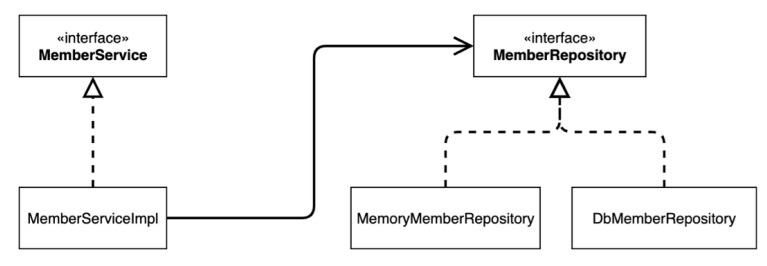 «interface»
MemberService
«interface»
MemberRepository
MemberServiceImpl
MemoryMemberRepository
DbMemberRepository